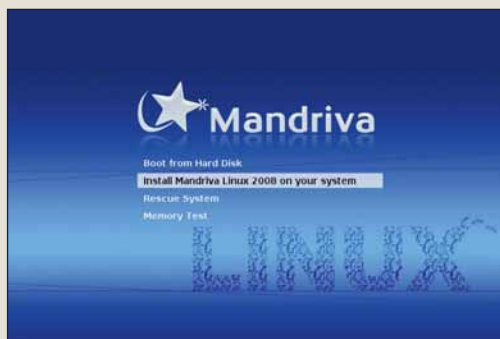 Mandriva
Boot from Hard Disk
Install Mandriva Linux 2008 on your system
Rescue System
Memory Test
LINUX